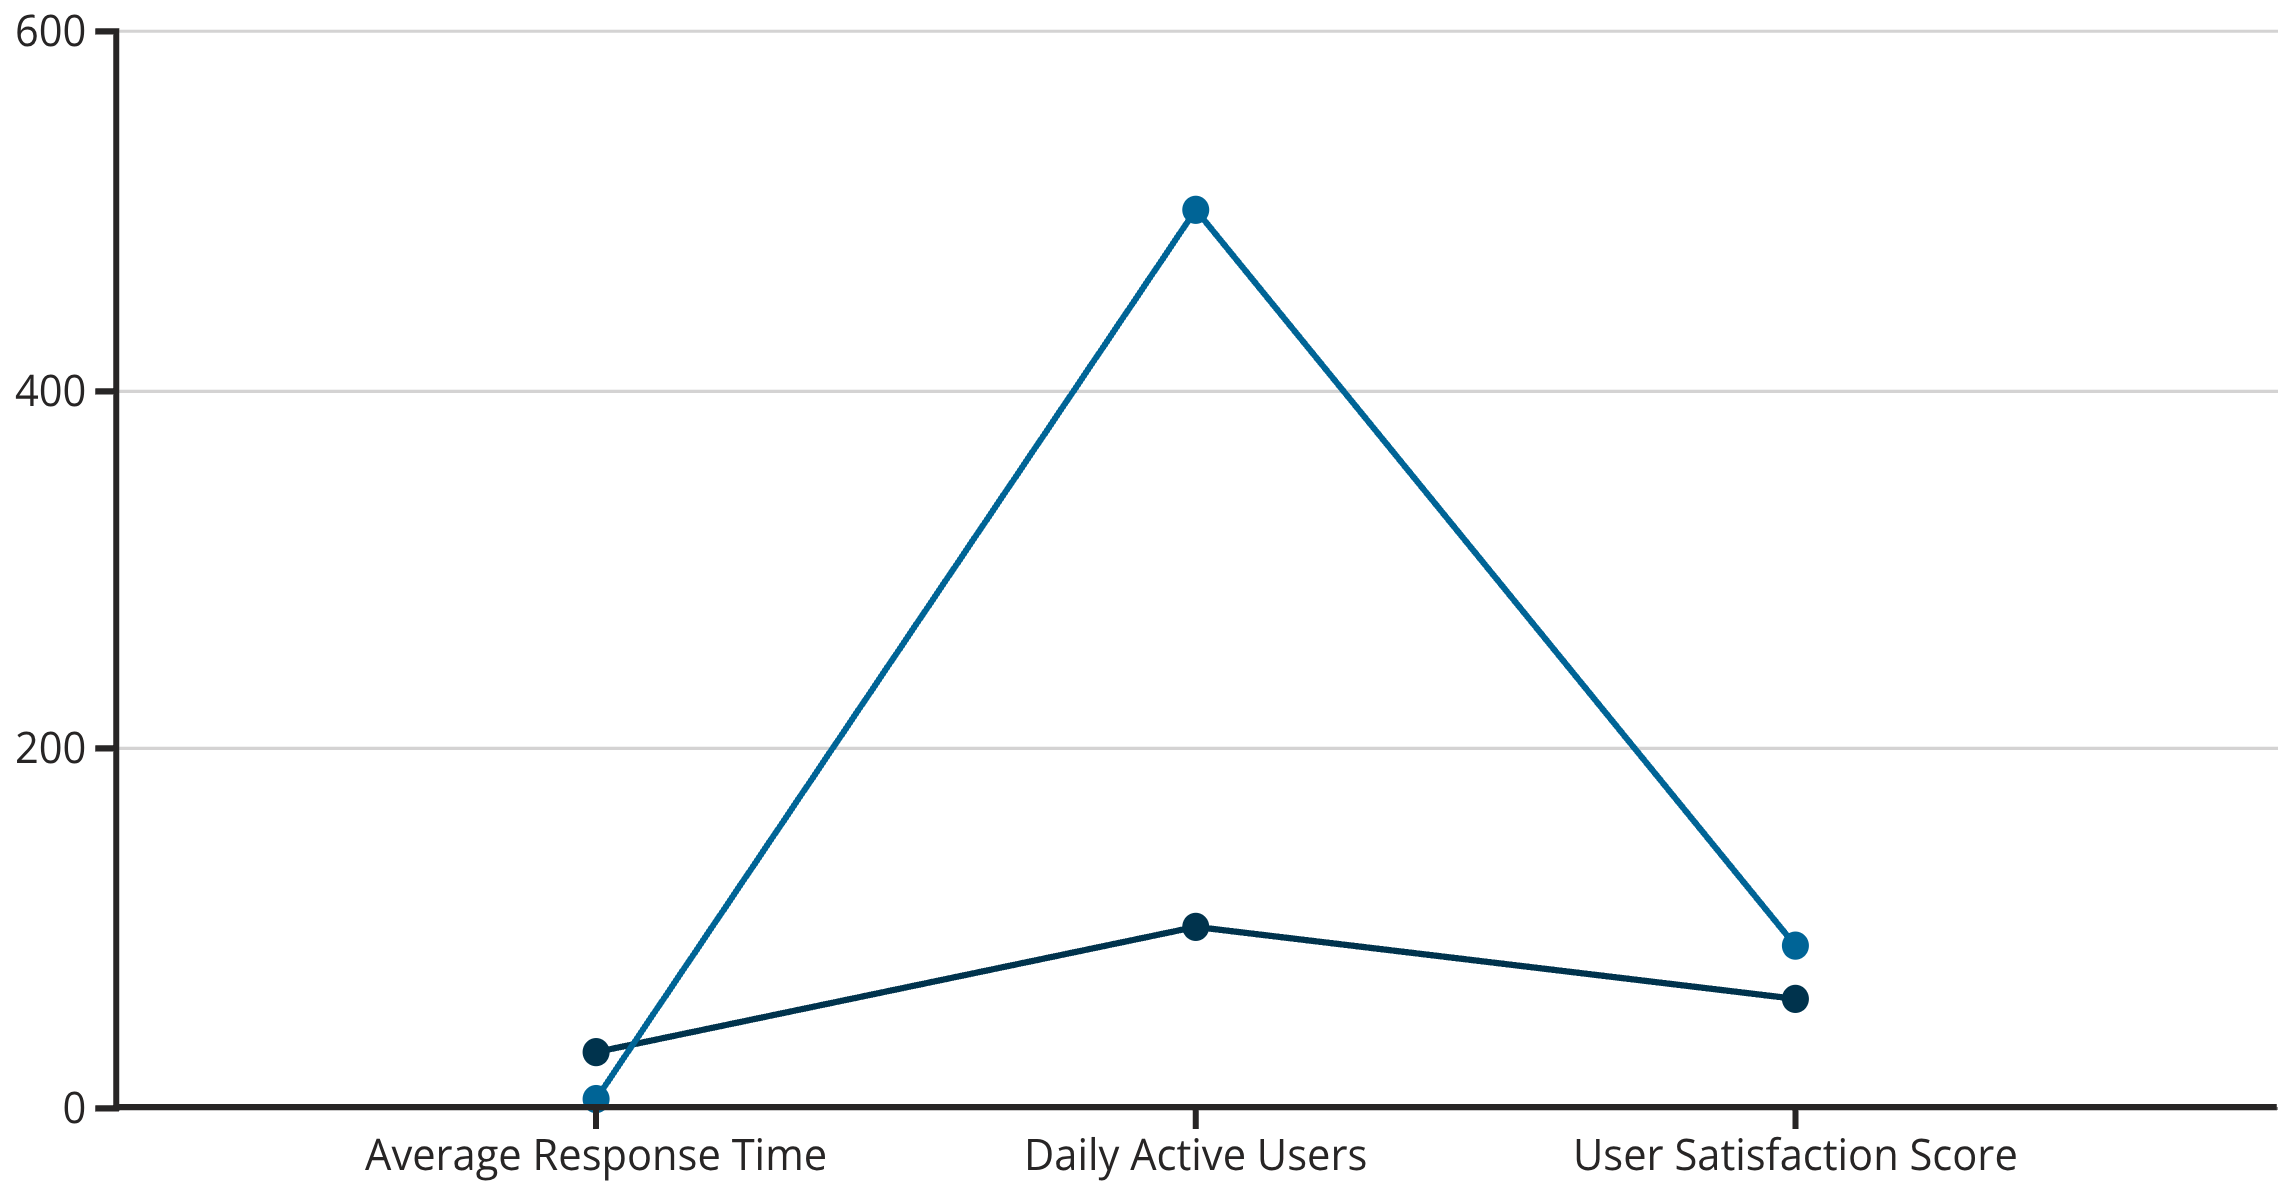 600
400
200
0
Average Response Time
Daily Active Users
User Satisfaction Score